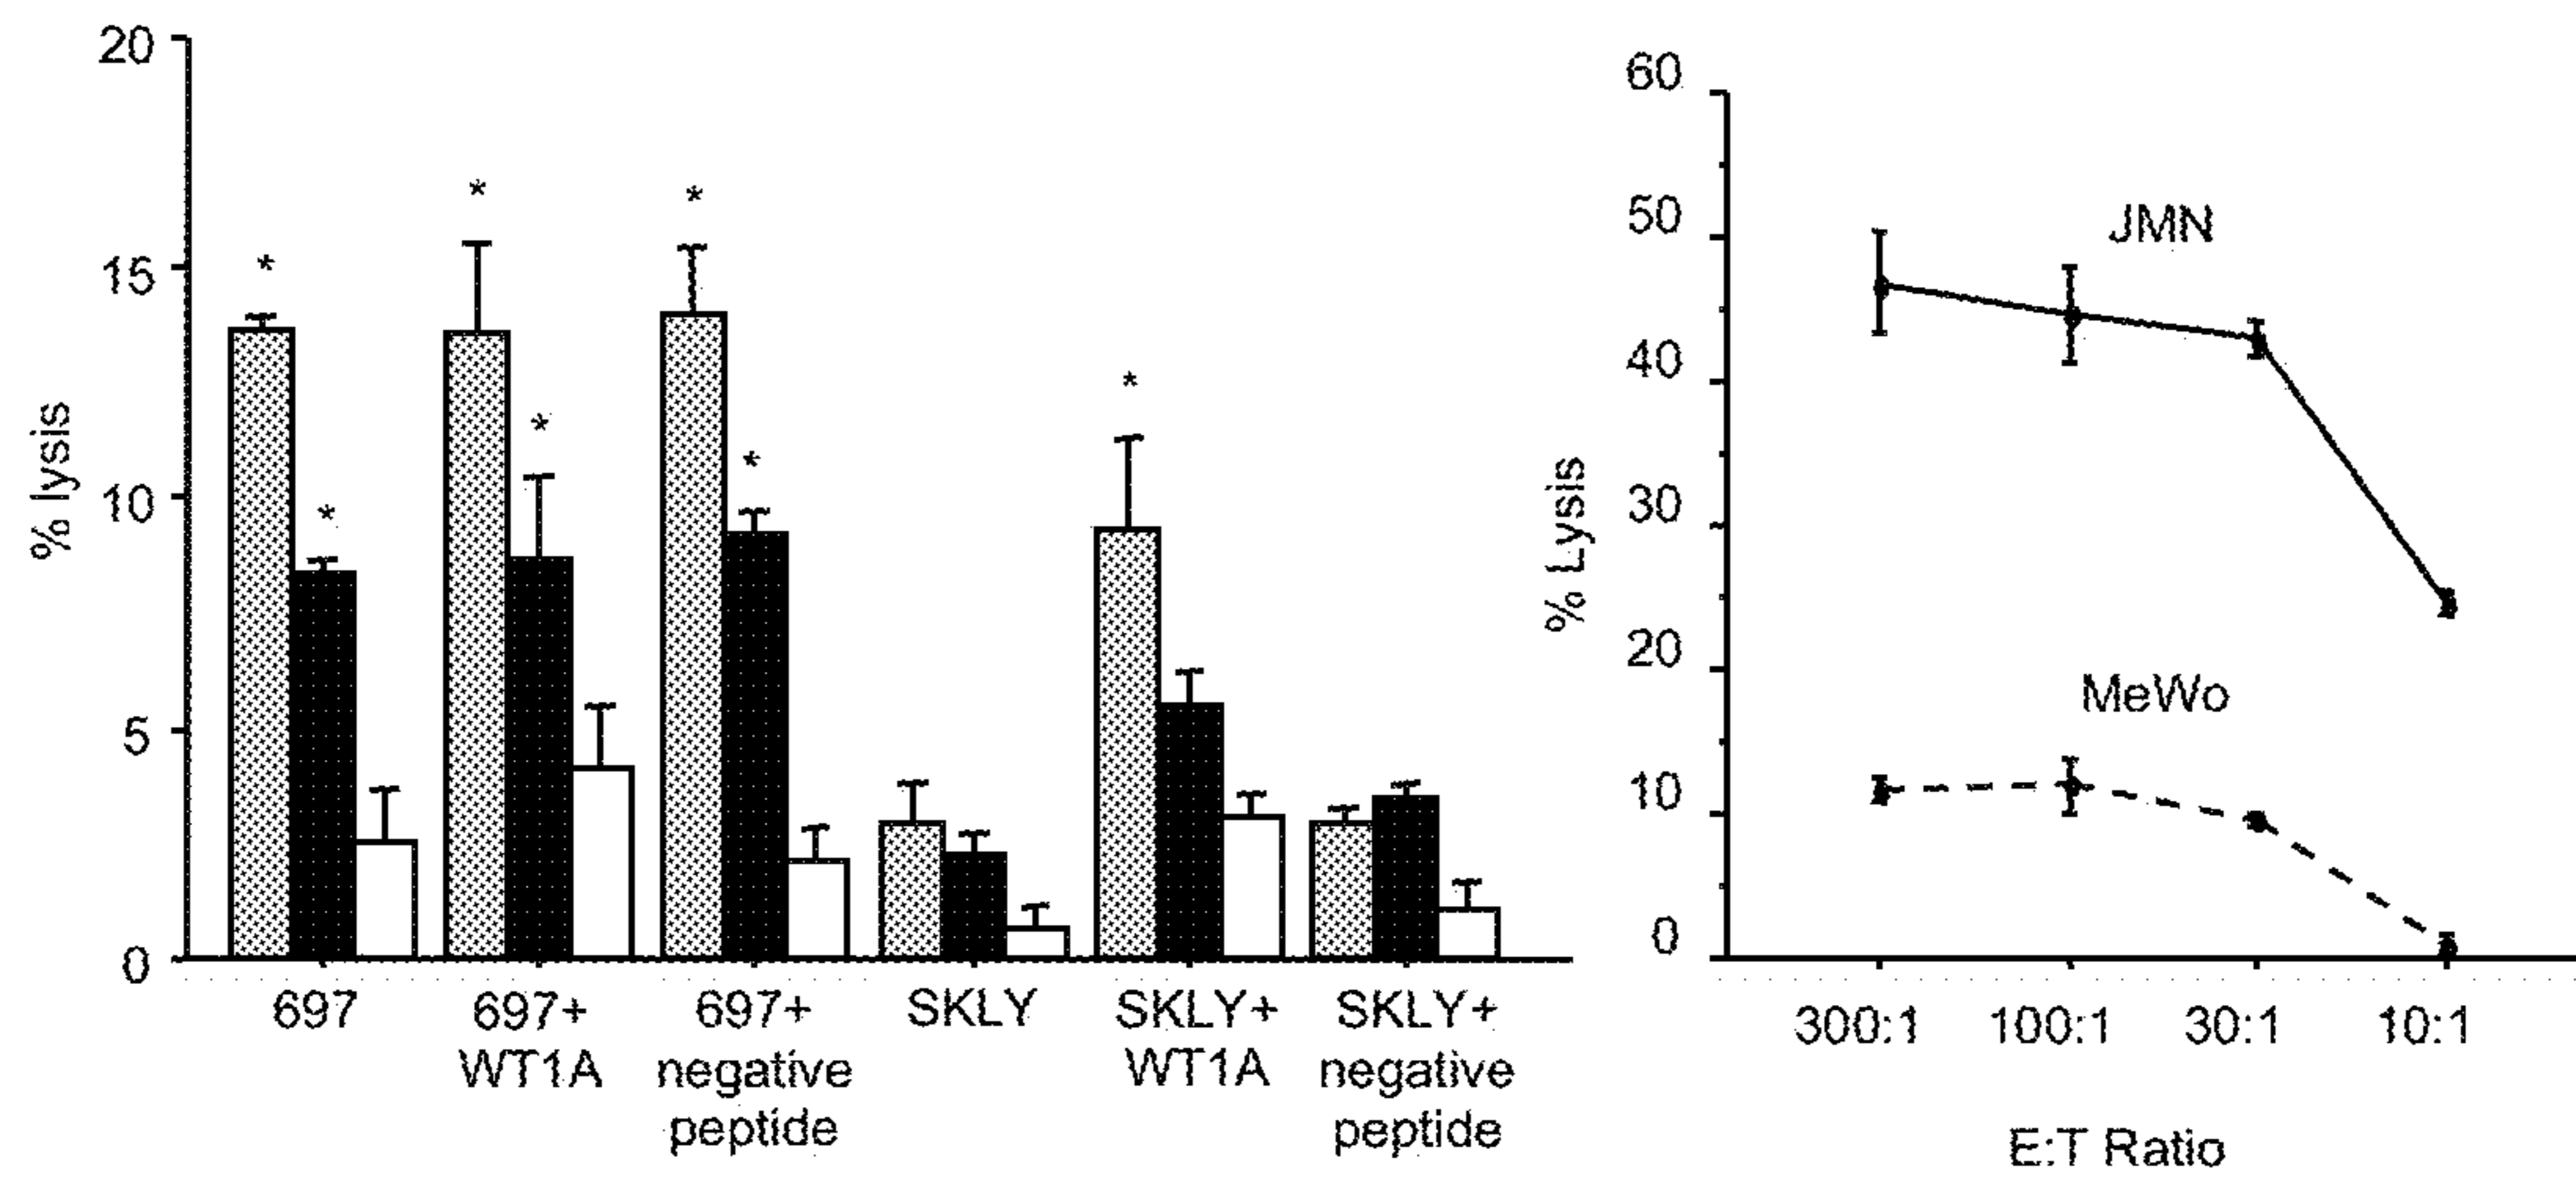 20
15
10
5
0
% lysis
*
*
*
*
*
*
*
697
697+
WT1A
697+
negative
peptide
SKLY
SKLY+
WT1A
SKLY+
negative
peptide
60
50
40
30
20
10
0
% Lysis
JMN
MeWo
300:1 100:1 30:1 10:1
E:T Ratio